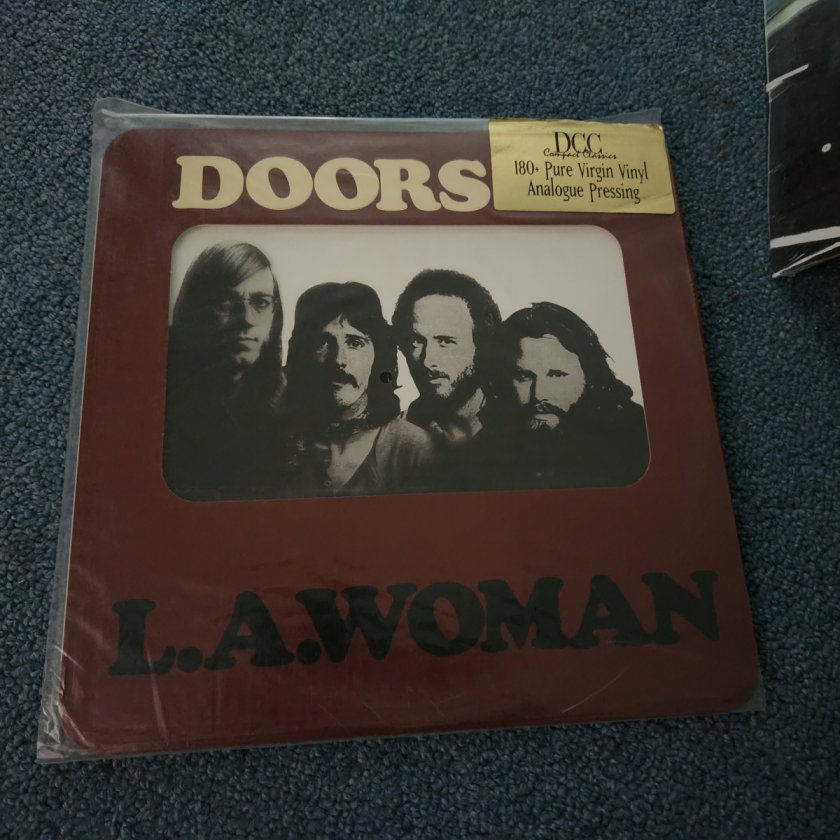 DOORS
DCC
Compact Classics
180+ Pure Virgin Vinyl
Analogue Pressing
L.A.WOMAN